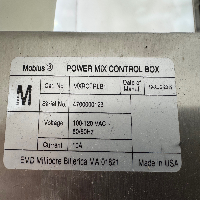 Mobius® POWER MIX CONTROL BOX
M
Cat. No.
Date of Manuf.
Serial No. 4700000123
Voltage 100-120 VAC
50/60HZ
Current 10A
EMD Millipore Billerica MA 01821 Made in USA